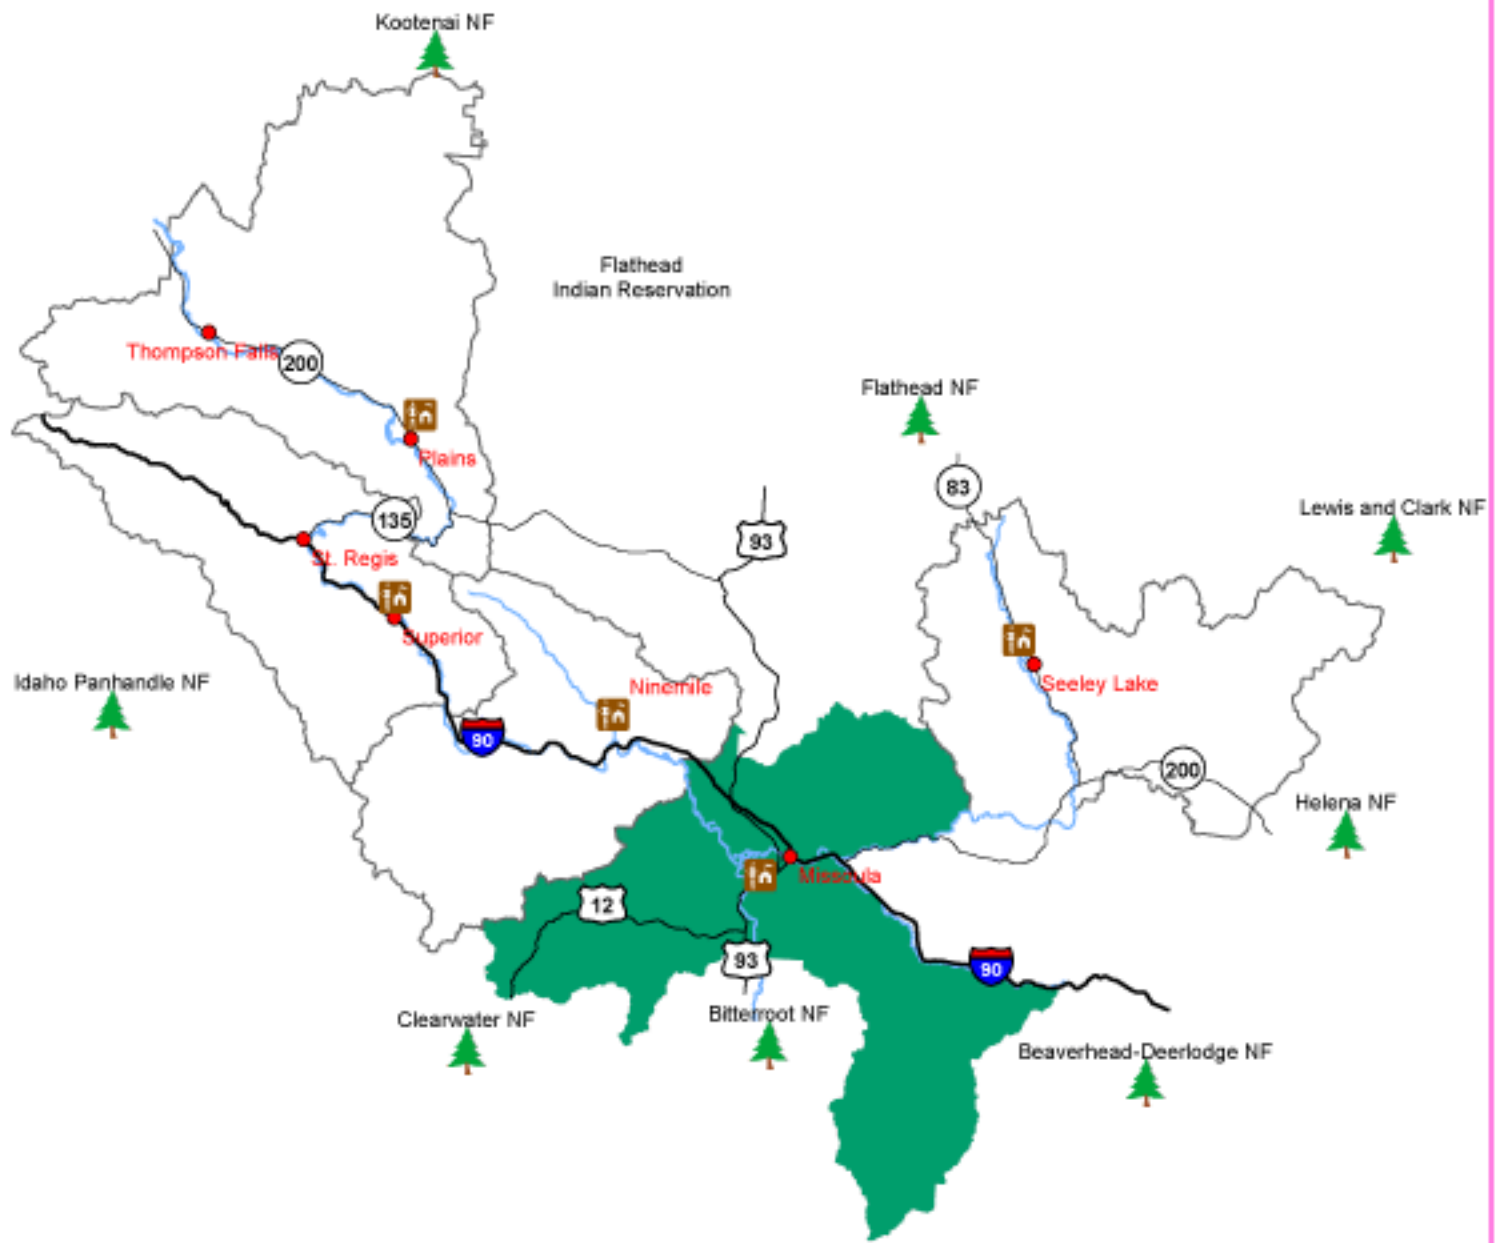 Kootenai NF
Flathead
Indian Reservation
Thompson Falls
200
Flathead NF
Plains
83
Lewis and Clark NF
135
93
St. Regis
Superior
Idaho Panhandle NF
Ninemile
Seeley Lake
90
200
Helena NF
Missoula
12
93
90
Clearwater NF
Bitterroot NF
Beaverhead-Deerlodge NF